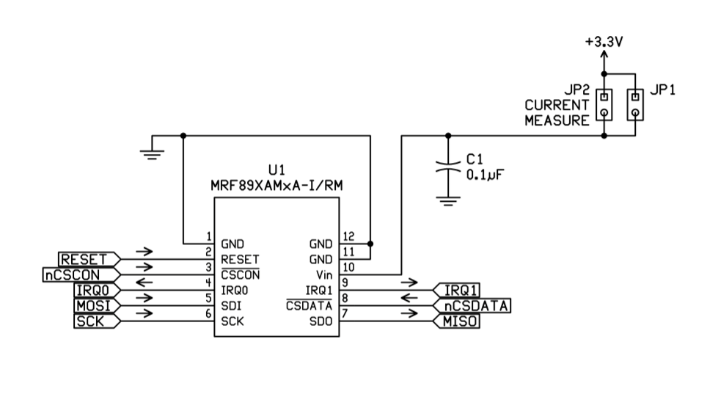 +3.3V
JP2
JP1
CURRENT
MEASURE
C1
0.1µF
U1
MRF89XAMxA-I/RM
1 GND GND 12
RESET 2 RESET GND 11
nCSCON 3 CSCON Vin 10
IRQ0 4 IRQ0 IRQ1 9 IRQ1
MOSI 5 SDI CSDATA 8 nCSDATA
SCK 6 SCK SDO 7 MISO